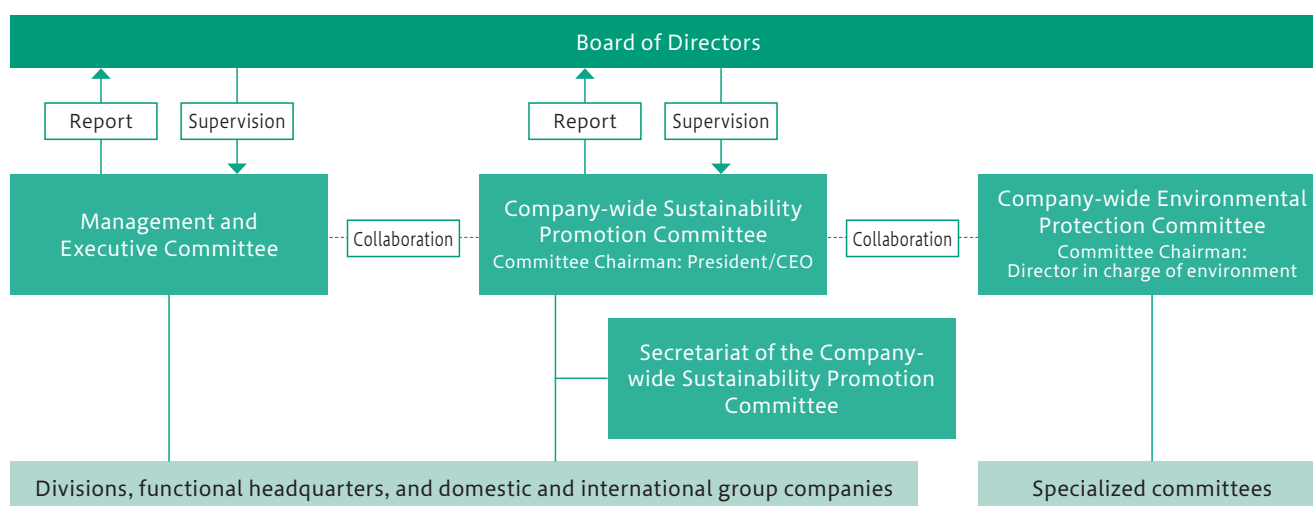 Board of Directors
Report
Supervision
Report
Supervision
Management and
Executive Committee
Collaboration
Company-wide Sustainability
Promotion Committee
Committee Chairman: President/CEO
Collaboration
Company-wide Environmental
Protection Committee
Committee Chairman:
Director in charge of environment
Secretariat of the Company-
wide Sustainability Promotion
Committee
Divisions, functional headquarters, and domestic and international group companies
Specialized committees